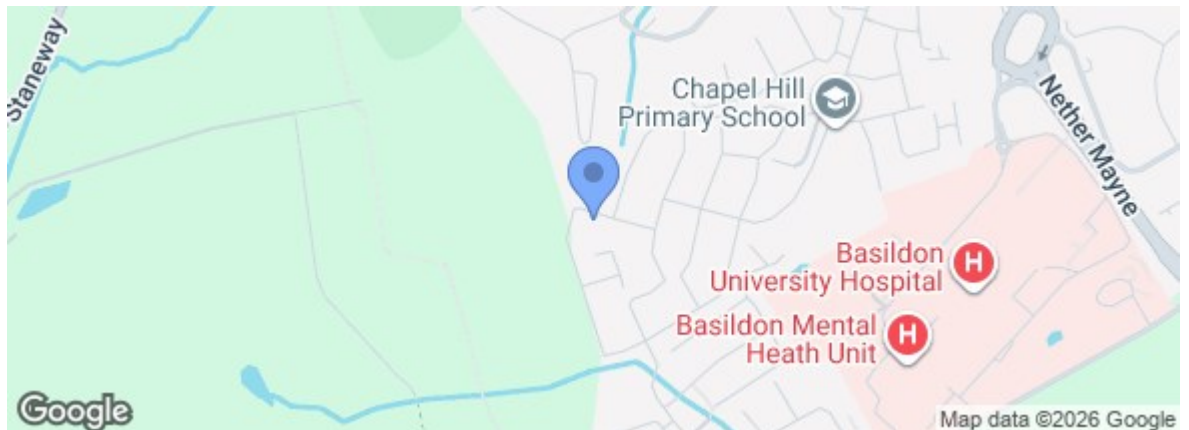 Staneway
Chapel Hill
Primary School
Nether Mayne
Basildon
University Hospital
H
Basildon Mental
Heath Unit
H
Google
Map data ©2026 Google